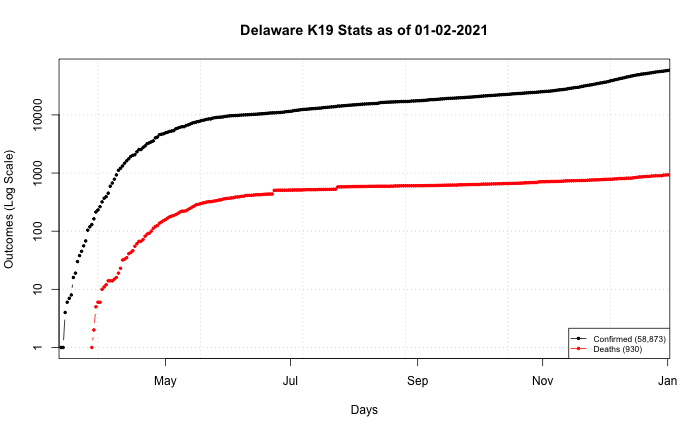 Delaware K19 Stats as of 01-02-2021
Outcomes (Log Scale)
10000
1000
100
10
1
May
Jul
Sep
Nov
Jan
Days
Confirmed (58,873)
Deaths (930)